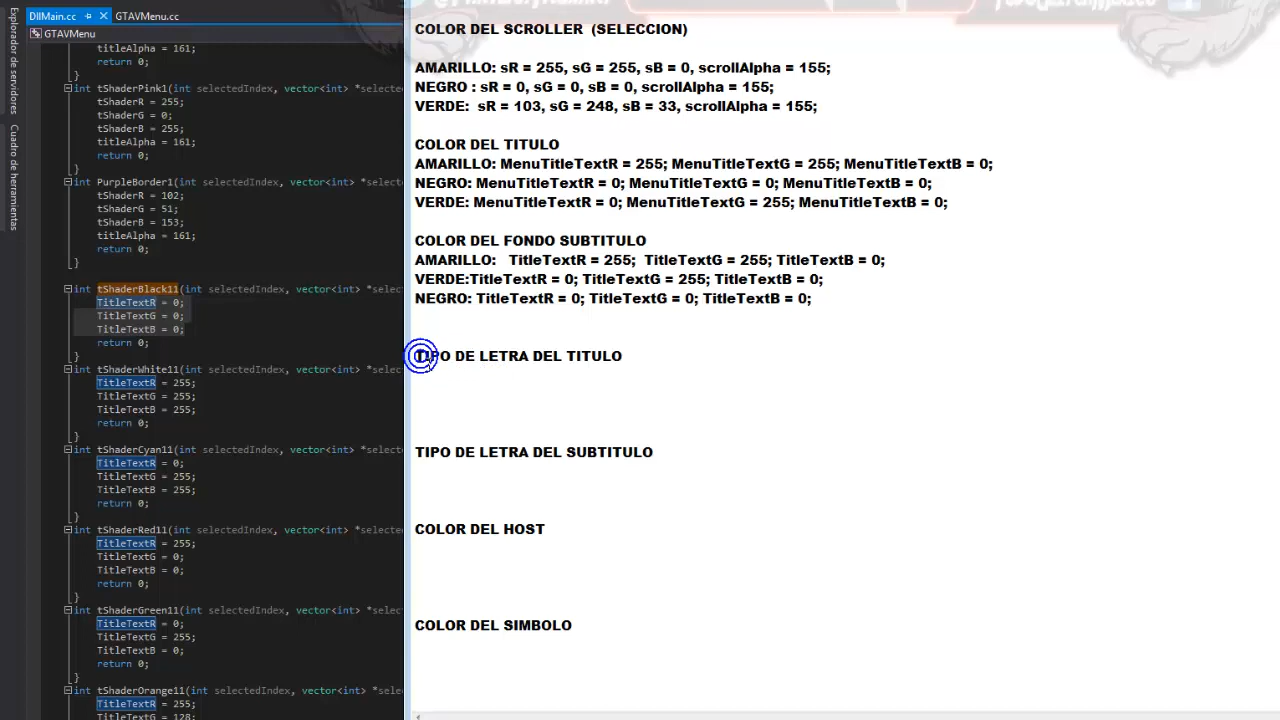 DllMain.cc
GTAVMenu.cc
GTAVMenu
Explorador de servidores
Cuadro de herramientas
titleAlpha = 161;
return 0;
}
int tShaderPink1(int selectedIndex, vector<int> *selec
tShaderR = 255;
tShaderG = 0;
tShaderB = 255;
titleAlpha = 161;
return 0;
}
int PurpleBorder1(int selectedIndex, vector<int> *selec
tShaderR = 102;
tShaderG = 51;
tShaderB = 153;
titleAlpha = 161;
return 0;
}
int tShaderBlack11(int selectedIndex, vector<int> *selec
TitleTextR = 0;
TitleTextG = 0;
TitleTextB = 0;
return 0;
}
int tShaderWhite11(int selectedIndex, vector<int> *selec
TitleTextR = 255;
TitleTextG = 255;
TitleTextB = 255;
return 0;
}
int tShaderCyan11(int selectedIndex, vector<int> *select
TitleTextR = 0;
TitleTextG = 255;
TitleTextB = 255;
return 0;
}
int tShaderRed11(int selectedIndex, vector<int> *selecte
TitleTextR = 255;
TitleTextG = 0;
TitleTextB = 0;
return 0;
}
int tShaderGreen11(int selectedIndex, vector<int> *selec
TitleTextR = 0;
TitleTextG = 255;
TitleTextB = 0;
return 0;
}
int tShaderOrange11(int selectedIndex, vector<int> *sele
TitleTextR = 255;
TitleTextG = 128;
COLOR DEL SCROLLER (SELECCION)
AMARILLO: sR = 255, sG = 255, sB = 0, scrollAlpha = 155;
NEGRO : sR = 0, sG = 0, sB = 0, scrollAlpha = 155;
VERDE: sR = 103, sG = 248, sB = 33, scrollAlpha = 155;
COLOR DEL TITULO
AMARILLO: MenuTitleTextR = 255; MenuTitleTextG = 255; MenuTitleTextB = 0;
NEGRO: MenuTitleTextR = 0; MenuTitleTextG = 0; MenuTitleTextB = 0;
VERDE: MenuTitleTextR = 0; MenuTitleTextG = 255; MenuTitleTextB = 0;
COLOR DEL FONDO SUBTITULO
AMARILLO: TitleTextR = 255; TitleTextG = 255; TitleTextB = 0;
VERDE:TitleTextR = 0; TitleTextG = 255; TitleTextB = 0;
NEGRO: TitleTextR = 0; TitleTextG = 0; TitleTextB = 0;
TIPO DE LETRA DEL TITULO
TIPO DE LETRA DEL SUBTITULO
COLOR DEL HOST
COLOR DEL SIMBOLO